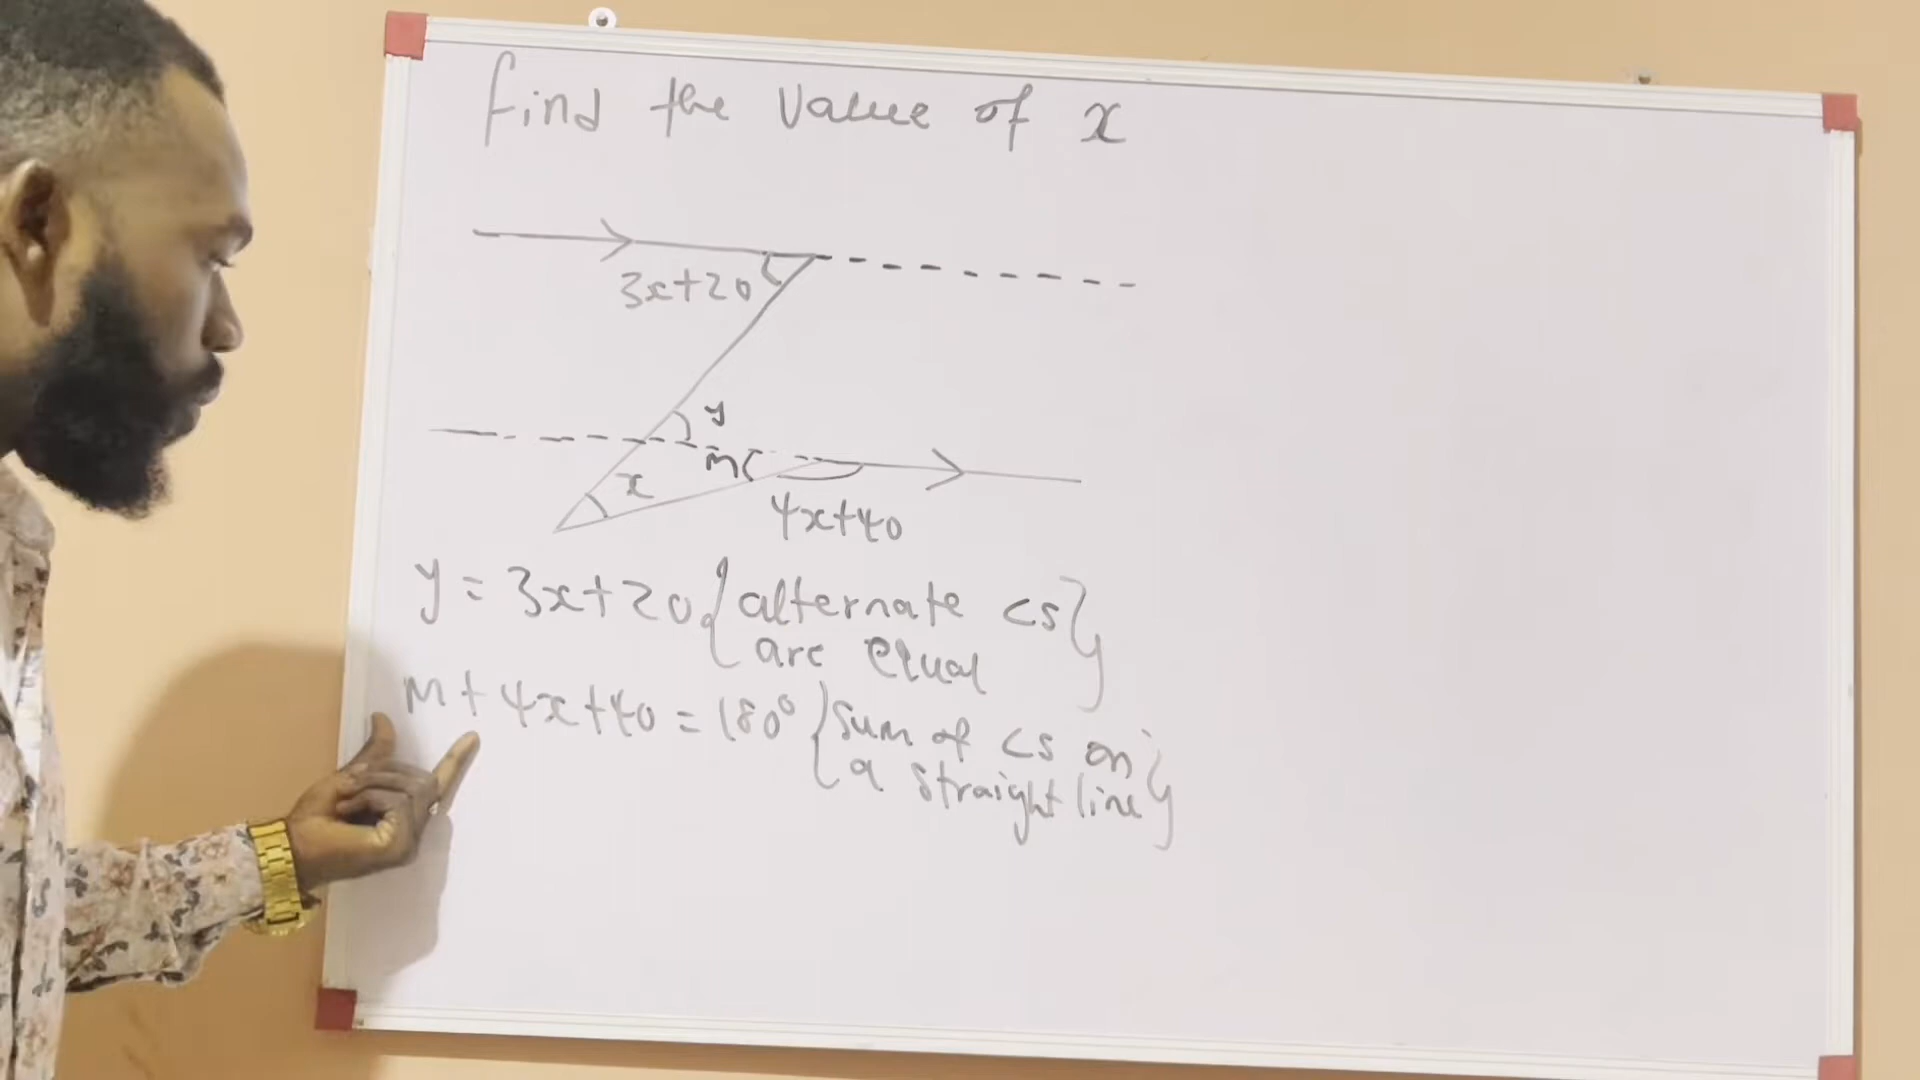 find the value of x
3x+20
y
m
x
4x+40
y = 3x+20 {alternate <s
are equal}
m + 4x+40 = 180° {sum of <s on
a straight line}